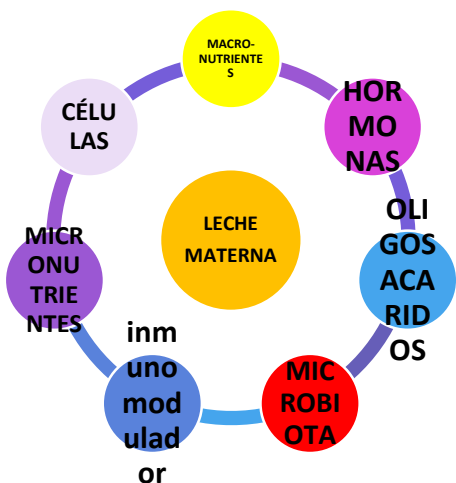 MACRO-
NUTRIENTE
S
HOR
MO
NAS
OLI
GOS
ACA
RID
OS
MIC
ROBI
OTA
inm
uno
mod
ulad
or
MICR
ONU
TRIE
NTES
CÉLU
LAS
LECHE
MATERNA